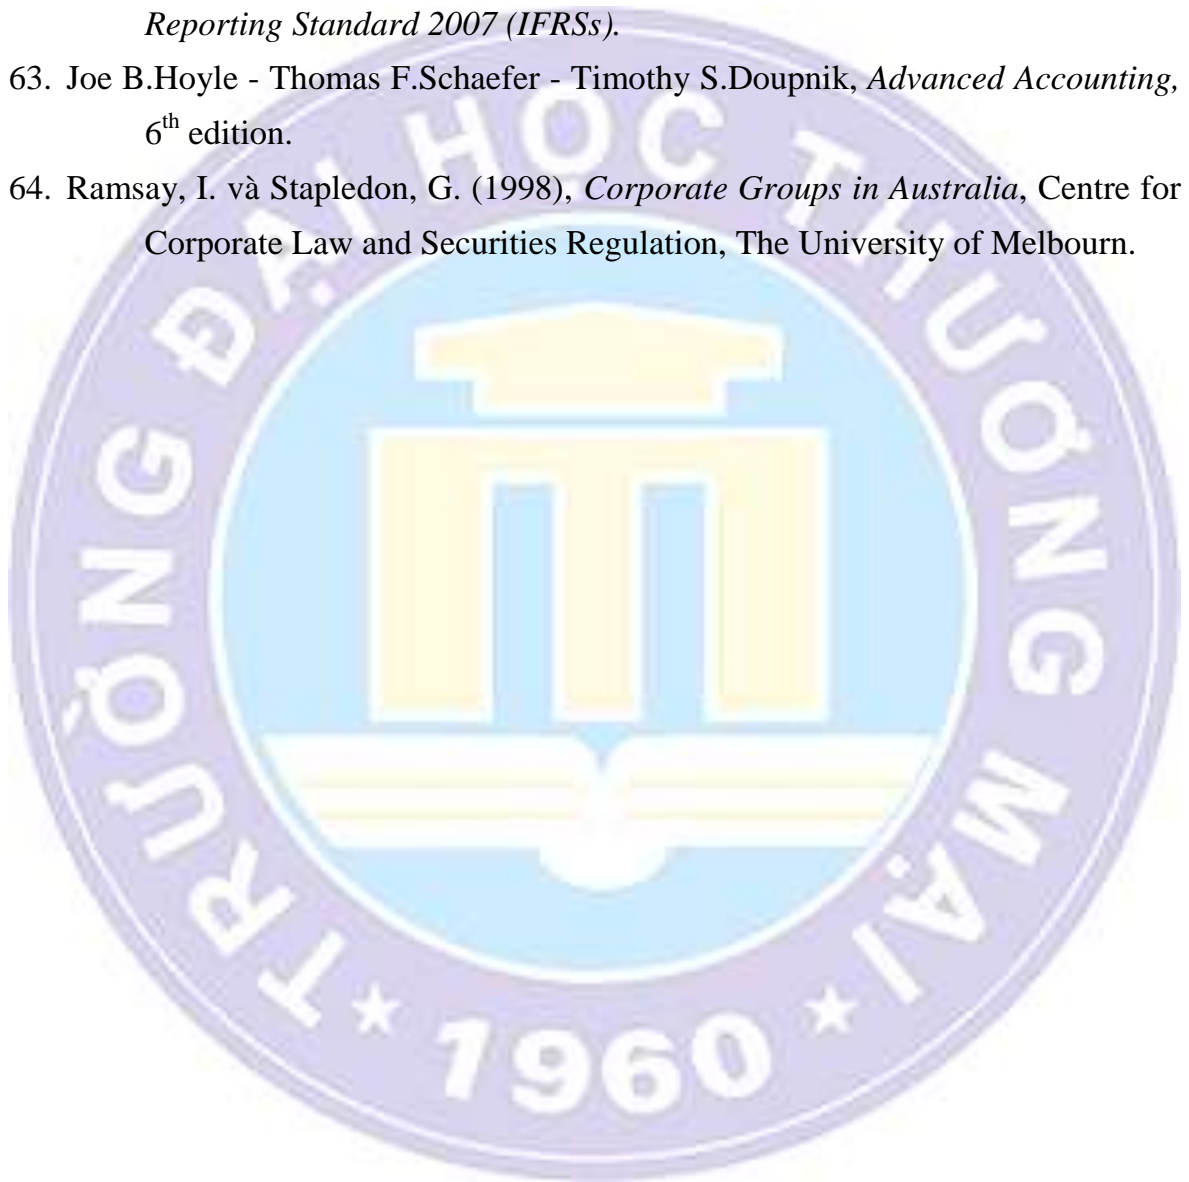 Reporting Standard 2007 (IFRSs).
63. Joe B.Hoyle - Thomas F.Schaefer - Timothy S.Doupnik, Advanced Accounting,
6th edition.
64. Ramsay, I. và Stapledon, G. (1998), Corporate Groups in Australia, Centre for
Corporate Law and Securities Regulation, The University of Melbourn.
TRƯỜNG ĐẠI HỌC THƯƠNG MẠI
1960